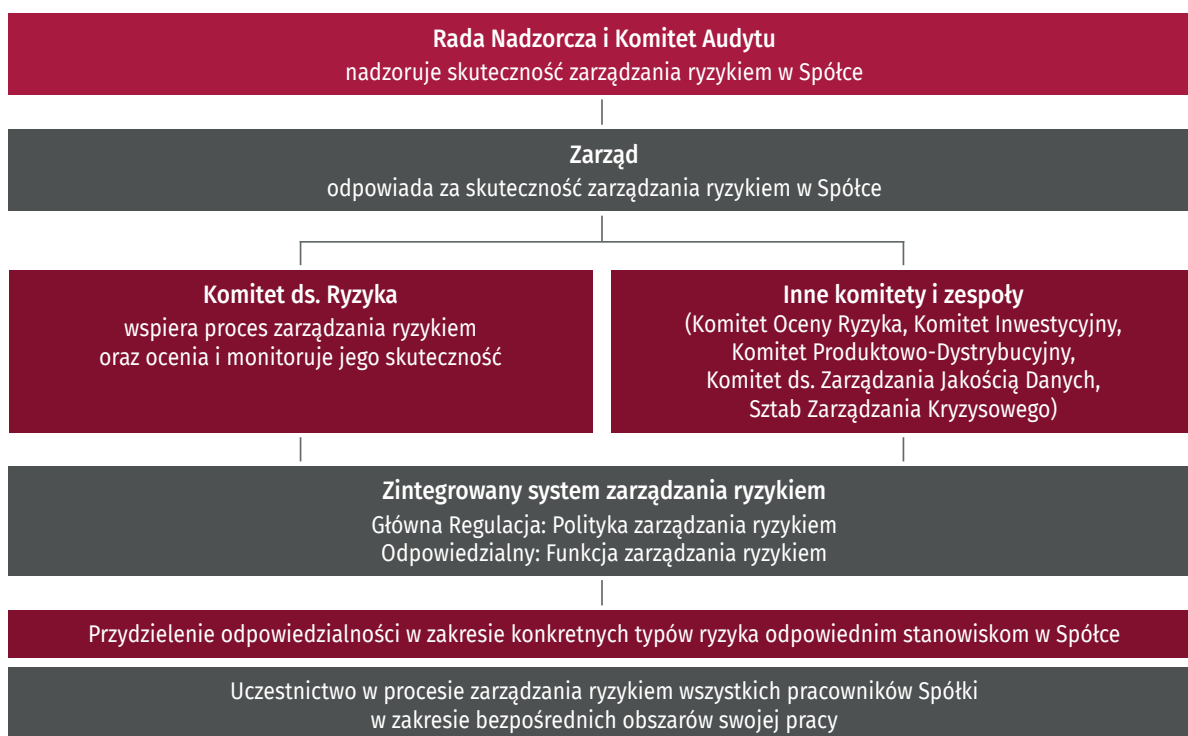 Rada Nadzorcza i Komitet Audytu
nadzoruje skuteczność zarządzania ryzykiem w Spółce
Zarząd
odpowiada za skuteczność zarządzania ryzykiem w Spółce
Komitet ds. Ryzyka
wspiera proces zarządzania ryzykiem
oraz ocenia i monitoruje jego skuteczność
Inne komitety i zespoły
(Komitet Oceny Ryzyka, Komitet Inwestycyjny,
Komitet Produktowo-Dystrybucyjny,
Komitet ds. Zarządzania Jakością Danych,
Sztab Zarządzania Kryzysowego)
Zintegrowany system zarządzania ryzykiem
Główna Regulacja: Polityka zarządzania ryzykiem
Odpowiedzialny: Funkcja zarządzania ryzykiem
Przydzielenie odpowiedzialności w zakresie konkretnych typów ryzyka odpowiednim stanowiskom w Spółce
Uczestnictwo w procesie zarządzania ryzykiem wszystkich pracowników Spółki
w zakresie bezpośrednich obszarów swojej pracy